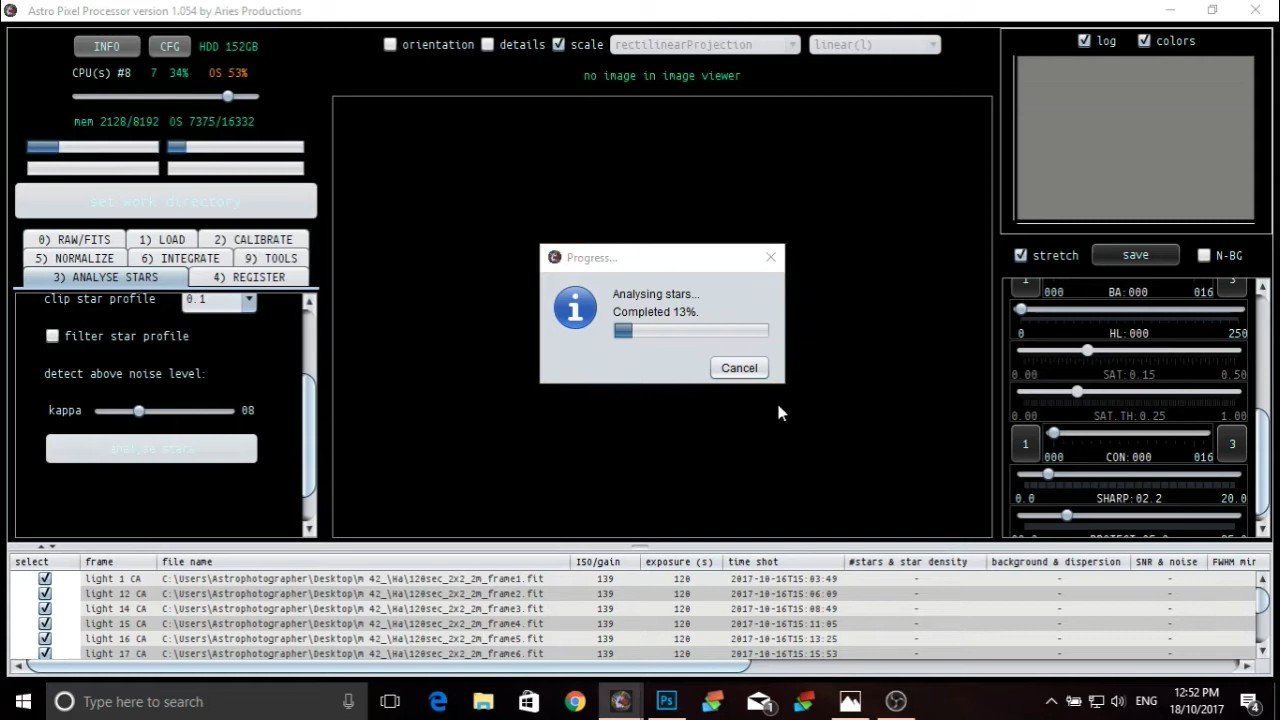 Astro Pixel Processor version 1.054 by Aries Productions
INFO CFG HDD 152GB
CPU(s) #8 7 34% OS 53%
mem 2128/8192 OS 7375/16332
set work directory
0) RAW/FITS 1) LOAD 2) CALIBRATE
5) NORMALIZE 6) INTEGRATE 9) TOOLS
3) ANALYSE STARS 4) REGISTER
clip star profile 0.1
filter star profile
detect above noise level:
kappa 08
analyse stars
orientation details scale rectilinearProjection linear(l)
no image in image viewer
Progress...
Analysing stars...
Completed 13%.
Cancel
log colors
stretch save N-BG
1 000 BA:000 016 3
0 HL:000 250
0.00 SAT:0.15 0.50
0.00 SAT.TH:0.25 1.00
1 000 CON:000 016 3
0.0 SHARP:02.2 20.0
select frame file name ISO/gain exposure (s) time shot #stars & star density background & dispersion SNR & noise FWHM min
light 1 CA C:\Users\Astrophotographer\Desktop\m 42_\Ha\120sec_2x2_2m_frame1.fit 139 120 2017-10-16T15:03:49 - - -
light 12 CA C:\Users\Astrophotographer\Desktop\m 42_\Ha\120sec_2x2_2m_frame2.fit 139 120 2017-10-16T15:06:09 - - -
light 14 CA C:\Users\Astrophotographer\Desktop\m 42_\Ha\120sec_2x2_2m_frame3.fit 139 120 2017-10-16T15:08:49 - - -
light 15 CA C:\Users\Astrophotographer\Desktop\m 42_\Ha\120sec_2x2_2m_frame4.fit 139 120 2017-10-16T15:11:05 - - -
light 16 CA C:\Users\Astrophotographer\Desktop\m 42_\Ha\120sec_2x2_2m_frame5.fit 139 120 2017-10-16T15:13:25 - - -
light 17 CA C:\Users\Astrophotographer\Desktop\m 42_\Ha\120sec_2x2_2m_frame6.fit 139 120 2017-10-16T15:15:53 - - -
Type here to search
Ps
1
ENG
12:52 PM
18/10/2017
4